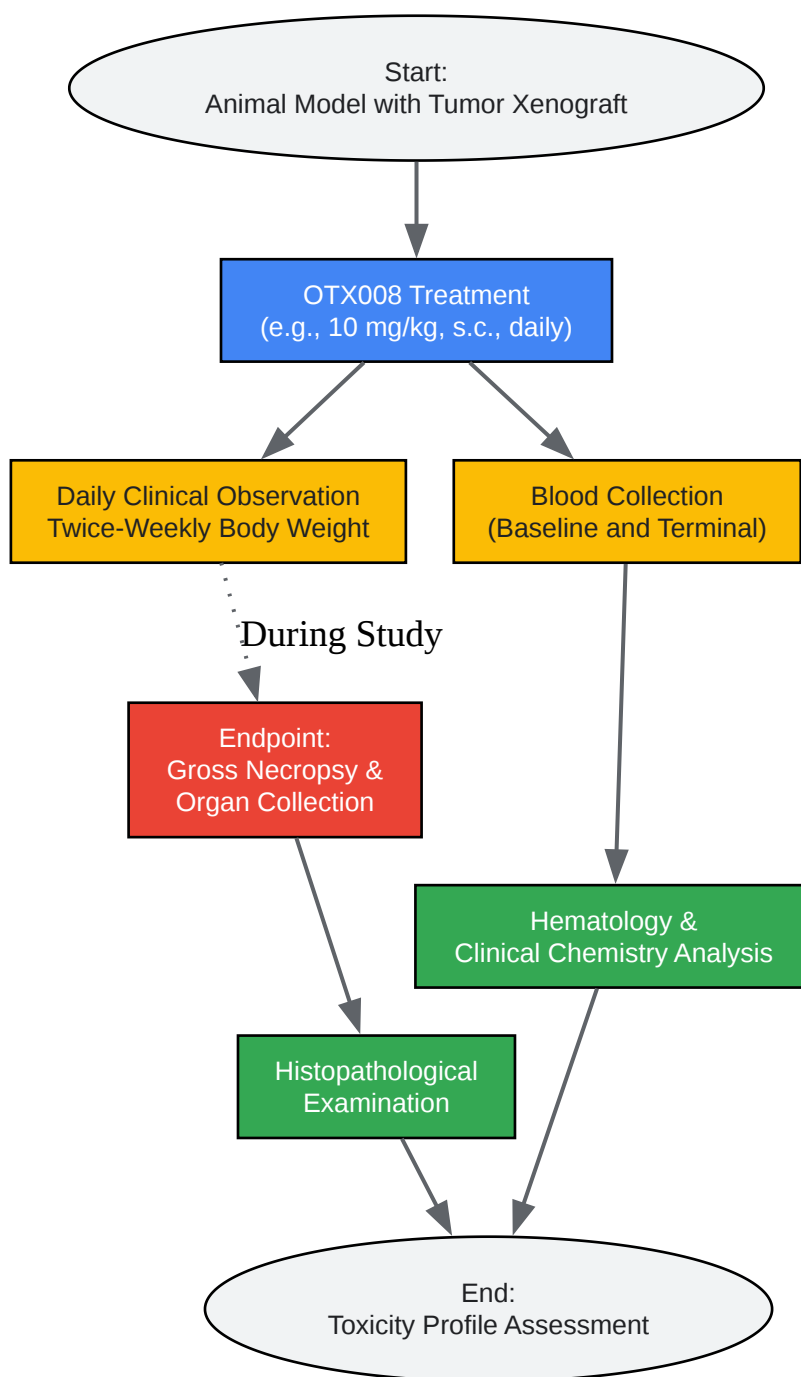 Start:
Animal Model with Tumor Xenograft
OTX008 Treatment
(e.g., 10 mg/kg, s.c., daily)
Daily Clinical Observation
Twice-Weekly Body Weight
Blood Collection
(Baseline and Terminal)
During Study
Endpoint:
Gross Necropsy &
Organ Collection
Hematology &
Clinical Chemistry Analysis
Histopathological
Examination
End:
Toxicity Profile Assessment